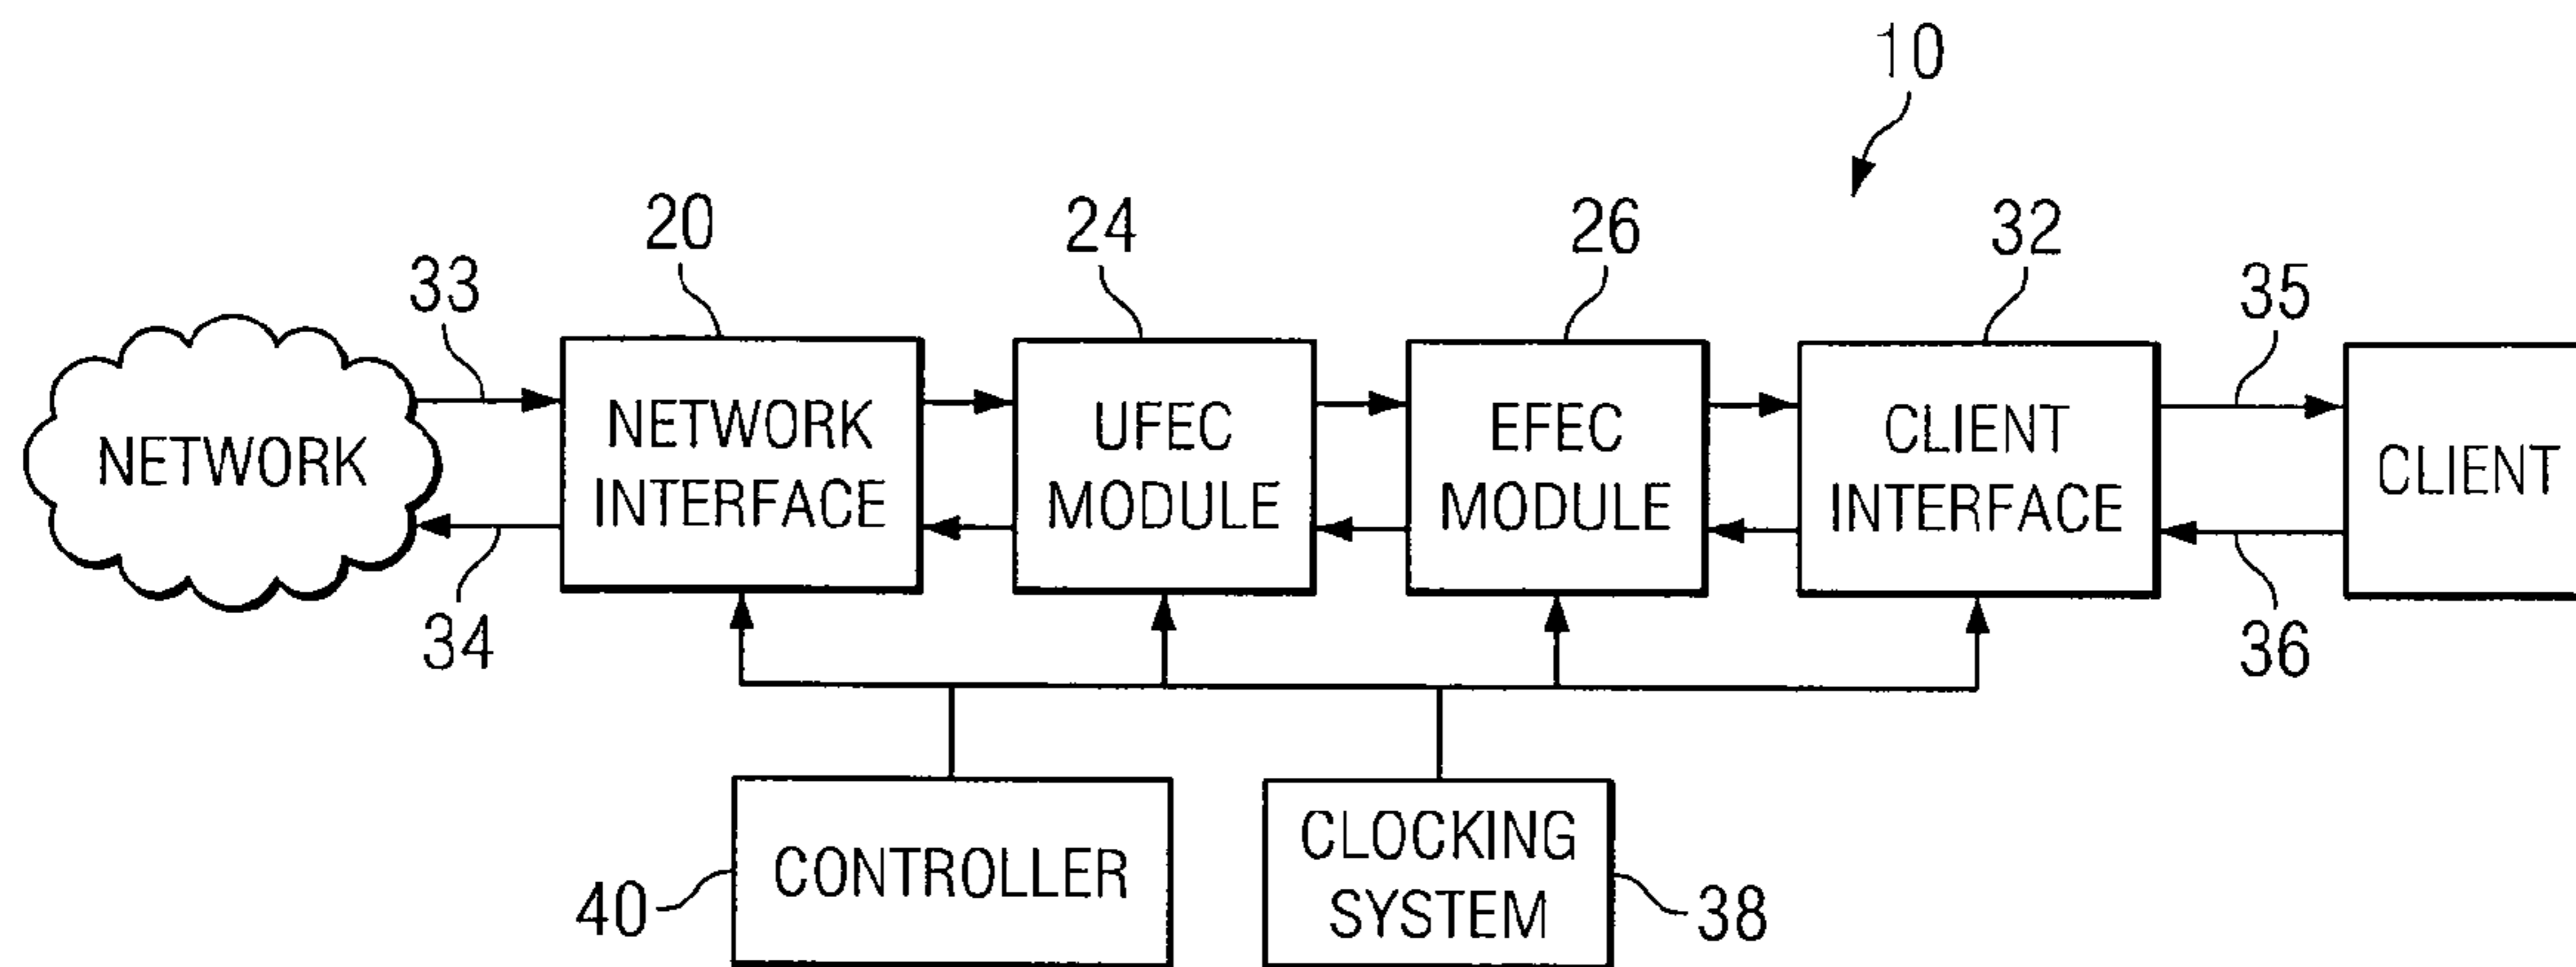 10
20
24
26
32
33
35
NETWORK
NETWORK
INTERFACE
UFEC
MODULE
EFEC
MODULE
CLIENT
INTERFACE
CLIENT
34
36
40
CONTROLLER
CLOCKING
SYSTEM
38